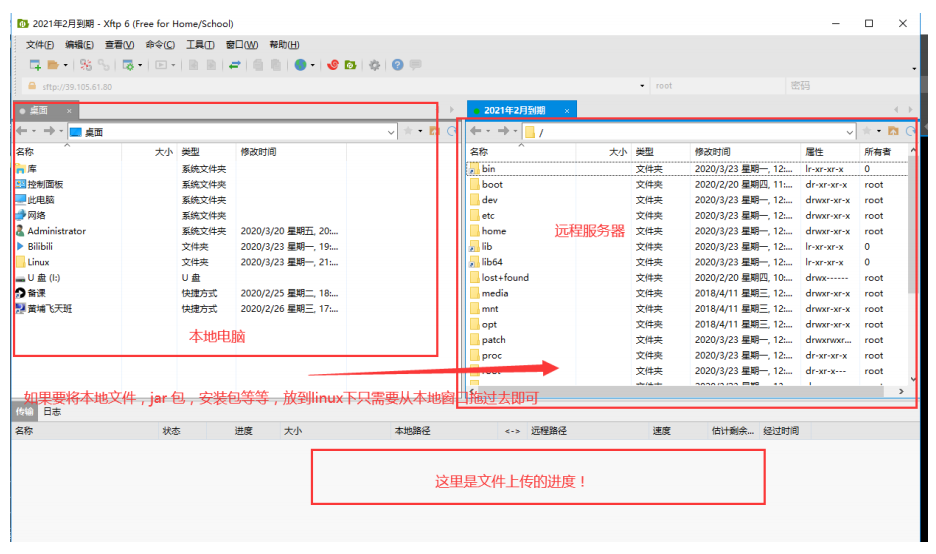 2021年2月到期 - Xftp 6 (Free for Home/School)
文件(F) 编辑(E) 查看(V) 命令(C) 工具(T) 窗口(W) 帮助(H)
sftp://39.105.61.80 root 密码
桌面 2021年2月到期
桌面 /
名称 大小 类型 修改时间 名称 大小 类型 修改时间 属性 所有者
库 系统文件夹 bin 文件夹 2020/3/23 星期一, 12:... lr-xr-xr-x 0
控制面板 系统文件夹 boot 文件夹 2020/2/20 星期四, 11:... dr-xr-xr-x root
此电脑 系统文件夹 dev 文件夹 2020/3/23 星期一, 12:... drwxr-xr-x root
网络 系统文件夹 etc 文件夹 2020/3/23 星期一, 12:... drwxr-xr-x root
Administrator 系统文件夹 2020/3/20 星期五, 20:... home 远程服务器 文件夹 2020/3/23 星期一, 12:... drwxr-xr-x root
Bilibili 文件夹 2020/3/23 星期一, 19:... lib 文件夹 2020/3/23 星期一, 12:... lr-xr-xr-x 0
Linux 文件夹 2020/3/23 星期一, 21:... lib64 文件夹 2020/3/23 星期一, 12:... lr-xr-xr-x 0
U 盘 (I:) U 盘 lost+found 文件夹 2020/2/20 星期四, 10:... drwx------ root
备课 快捷方式 2020/2/25 星期二, 18:... media 文件夹 2018/4/11 星期三, 12:... drwxr-xr-x root
黄埔飞天班 快捷方式 2020/2/26 星期三, 17:... mnt 文件夹 2018/4/11 星期三, 12:... drwxr-xr-x root
opt 文件夹 2018/4/11 星期三, 12:... drwxr-xr-x root
本地电脑 patch 文件夹 2020/3/23 星期一, 12:... drwxrwxr... root
proc 文件夹 2020/3/23 星期一, 12:... dr-xr-xr-x root
root 文件夹 2020/3/23 星期一, 12:... dr-xr-x--- root
如果要将本地文件，jar包，安装包等等，放到linux下只需要从本地窗口拖过去即可
传输 日志
名称 状态 进度 大小 本地路径 <-> 远程路径 速度 估计剩余... 经过时间
这里是文件上传的进度！